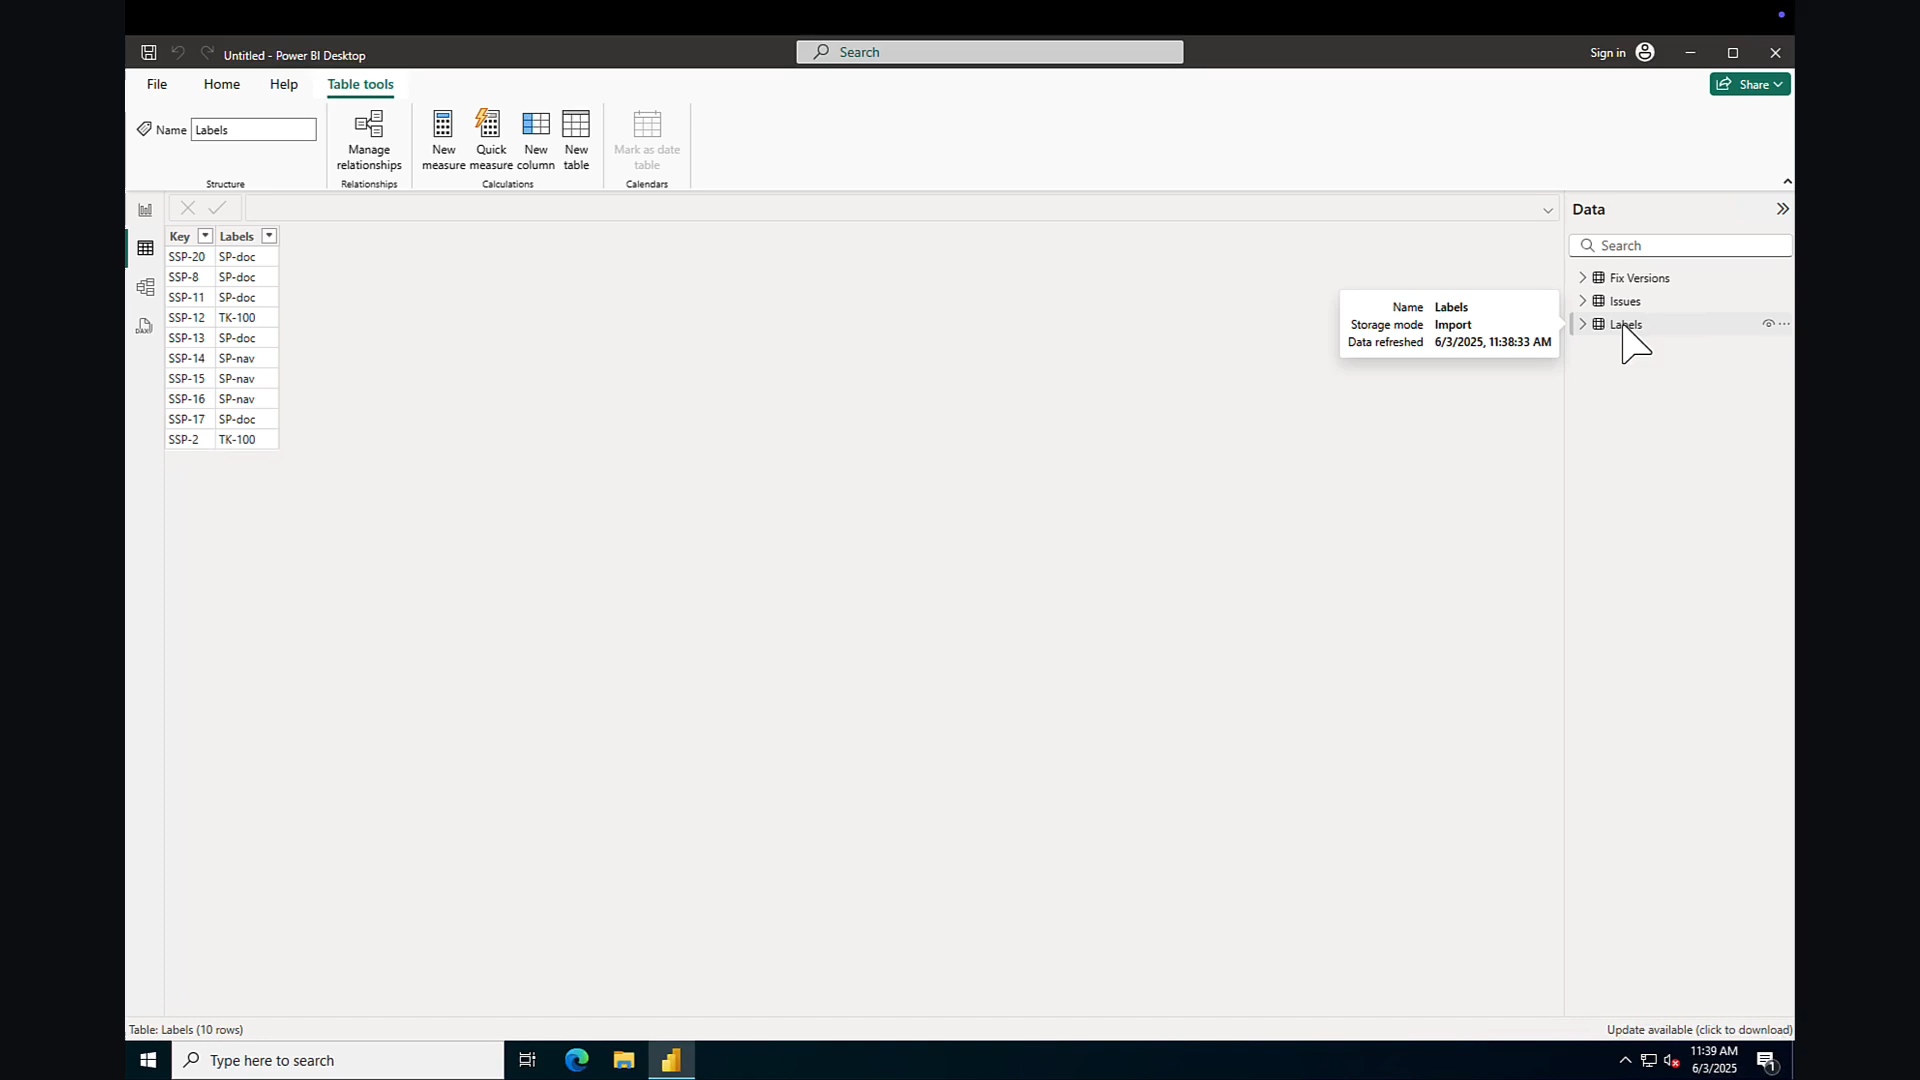 Untitled - Power BI Desktop
Search
Sign in
File
Home
Help
Table tools
Share
Name
Labels
Manage
relationships
New
measure
Quick
measure
New
column
New
table
Mark as date
table
Structure
Relationships
Calculations
Calendars
Data
Search
Key
Labels
SSP-20 SP-doc
SSP-8 SP-doc
SSP-11 SP-doc
SSP-12 TK-100
SSP-13 SP-doc
SSP-14 SP-nav
SSP-15 SP-nav
SSP-16 SP-nav
SSP-17 SP-doc
SSP-2 TK-100
DAX
Name Labels
Storage mode Import
Data refreshed 6/3/2025, 11:38:33 AM
Fix Versions
Issues
Labels
Table: Labels (10 rows)
Update available (click to download)
Type here to search
11:39 AM
6/3/2025
1